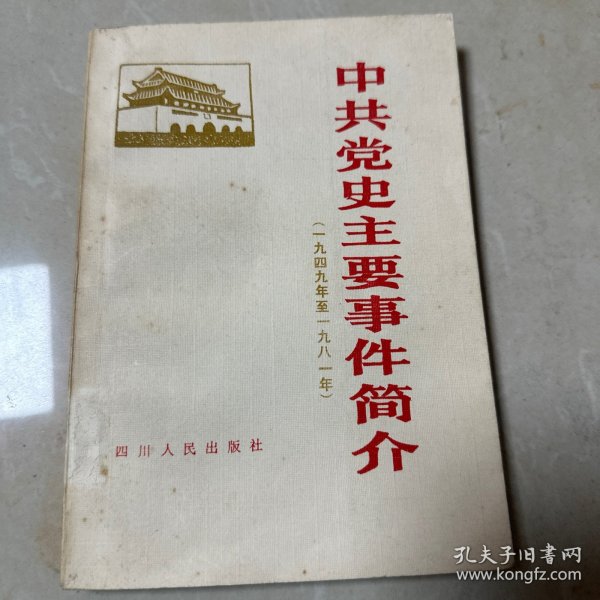 中共党史主要事件简介
（一九四九年至一九八一年）
四川人民出版社
孔夫子旧书网
www.kongfz.com